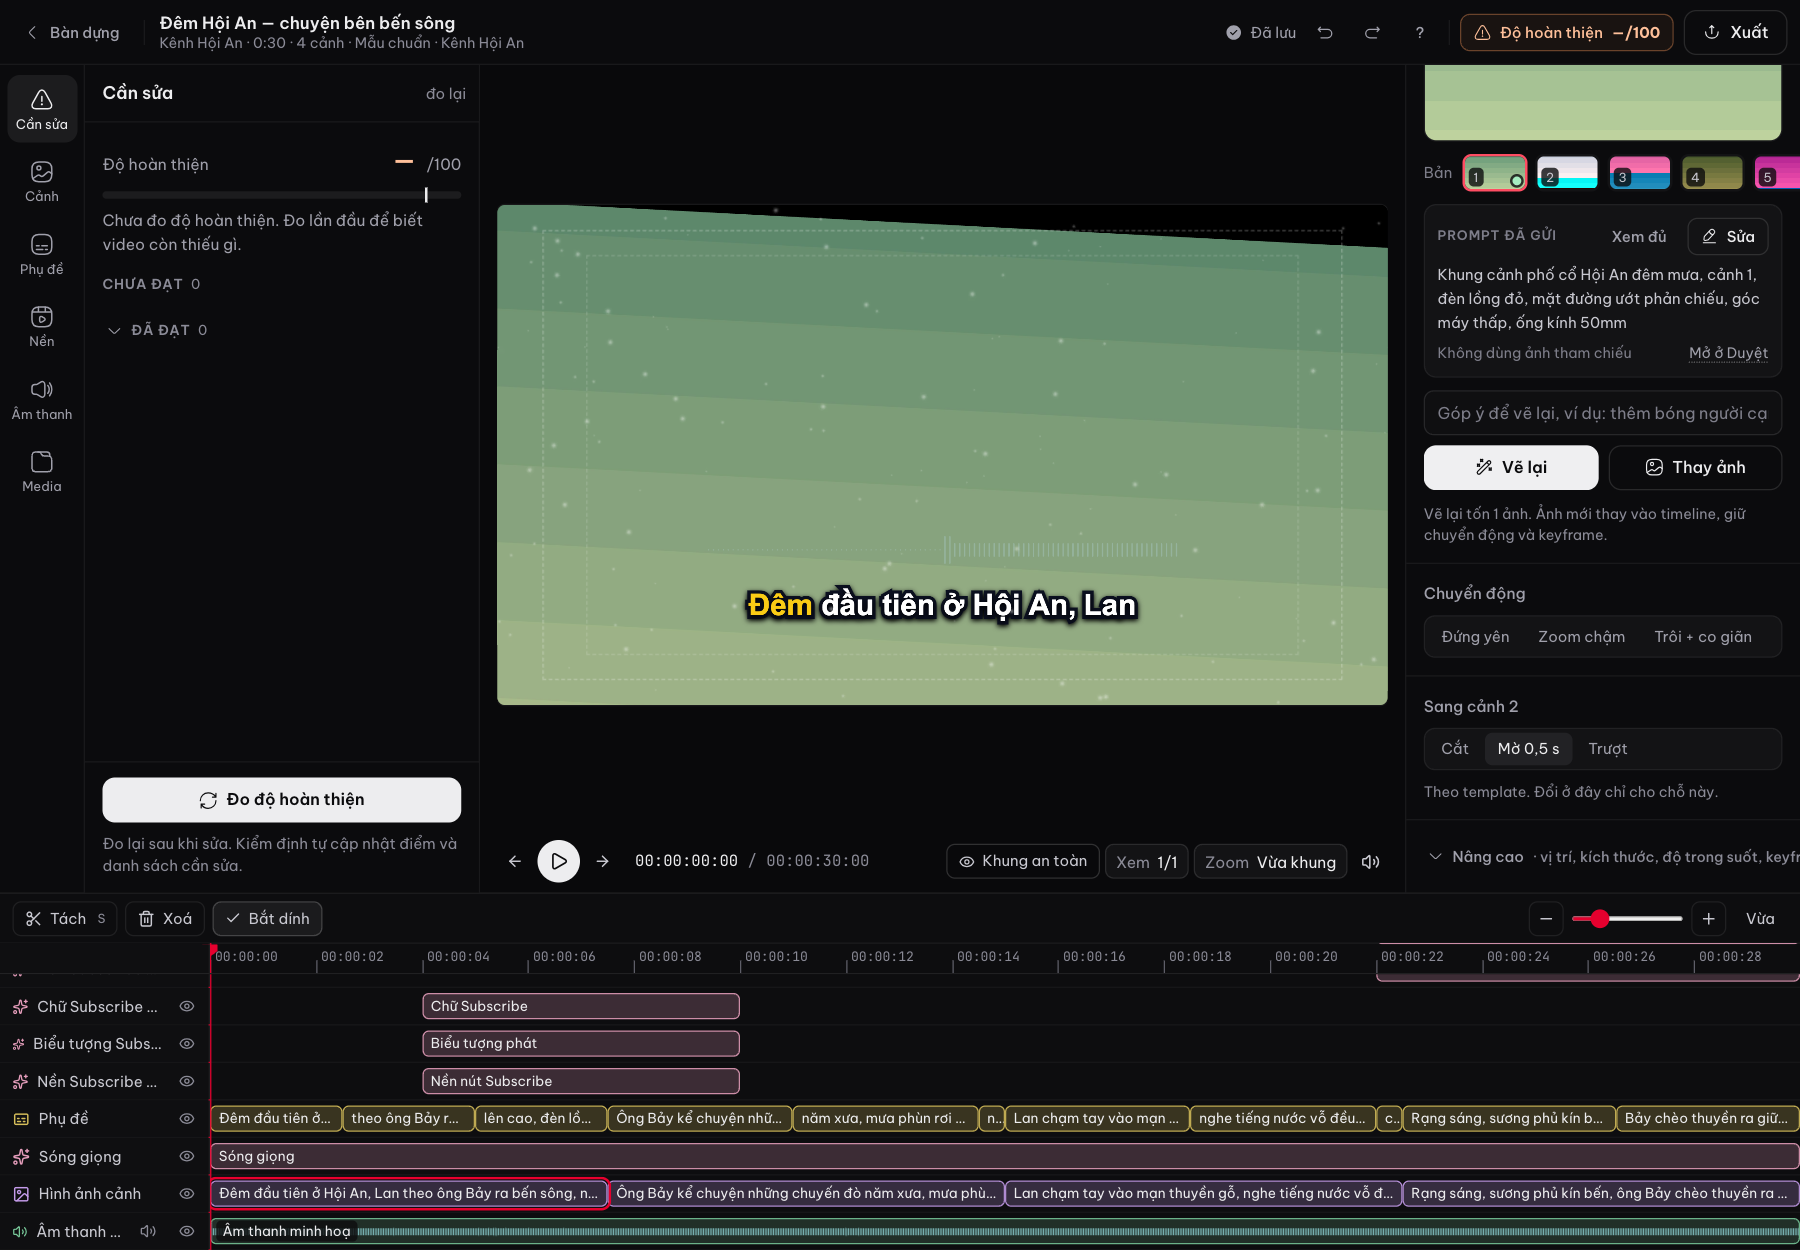 Bàn dựng
Đêm Hội An — chuyện bên bến sông
Kênh Hội An · 0:30 · 4 cảnh · Mẫu chuẩn · Kênh Hội An
Đã lưu
?
Độ hoàn thiện –/100
Xuất
Cần sửa
Cảnh
Phụ đề
Nền
Âm thanh
Media
Cần sửa
đo lại
Độ hoàn thiện
– /100
Chưa đo độ hoàn thiện. Đo lần đầu để biết
video còn thiếu gì.
CHƯA ĐẠT 0
ĐÃ ĐẠT 0
Đo độ hoàn thiện
Đo lại sau khi sửa. Kiểm định tự cập nhật điểm và
danh sách cần sửa.
Đêm đầu tiên ở Hội An, Lan
00:00:00:00 / 00:00:30:00
Khung an toàn
Xem 1/1
Zoom Vừa khung
Bản
1
2
3
4
5
PROMPT ĐÃ GỬI
Xem đủ
Sửa
Khung cảnh phố cổ Hội An đêm mưa, cảnh 1,
đèn lồng đỏ, mặt đường ướt phản chiếu, góc
máy thấp, ống kính 50mm
Không dùng ảnh tham chiếu
Mở ở Duyệt
Góp ý để vẽ lại, ví dụ: thêm bóng người cạ
Vẽ lại
Thay ảnh
Vẽ lại tốn 1 ảnh. Ảnh mới thay vào timeline, giữ
chuyển động và keyframe.
Chuyển động
Đứng yên
Zoom chậm
Trôi + co giãn
Sang cảnh 2
Cắt
Mờ 0,5 s
Trượt
Theo template. Đổi ở đây chỉ cho chỗ này.
Nâng cao · vị trí, kích thước, độ trong suốt, keyfr
Tách S
Xoá
Bắt dính
Vừa
00:00:00
00:00:02
00:00:04
00:00:06
00:00:08
00:00:10
00:00:12
00:00:14
00:00:16
00:00:18
00:00:20
00:00:22
00:00:24
00:00:26
00:00:28
Chữ Subscribe ...
Chữ Subscribe
Biểu tượng Subs...
Biểu tượng phát
Nền Subscribe ...
Nền nút Subscribe
Phụ đề
Đêm đầu tiên ở...
theo ông Bảy r...
lên cao, đèn lồ...
Ông Bảy kể chuyện nhữ...
năm xưa, mưa phùn rơi ...
n...
Lan chạm tay vào mạn ...
nghe tiếng nước vỗ đều...
c...
Rạng sáng, sương phủ kín b...
Bảy chèo thuyền ra giữ...
Sóng giọng
Sóng giọng
Hình ảnh cảnh
Đêm đầu tiên ở Hội An, Lan theo ông Bảy ra bến sông, n...
Ông Bảy kể chuyện những chuyến đò năm xưa, mưa phù...
Lan chạm tay vào mạn thuyền gỗ, nghe tiếng nước vỗ đ...
Rạng sáng, sương phủ kín bến, ông Bảy chèo thuyền ra ...
Âm thanh ...
Âm thanh minh hoạ